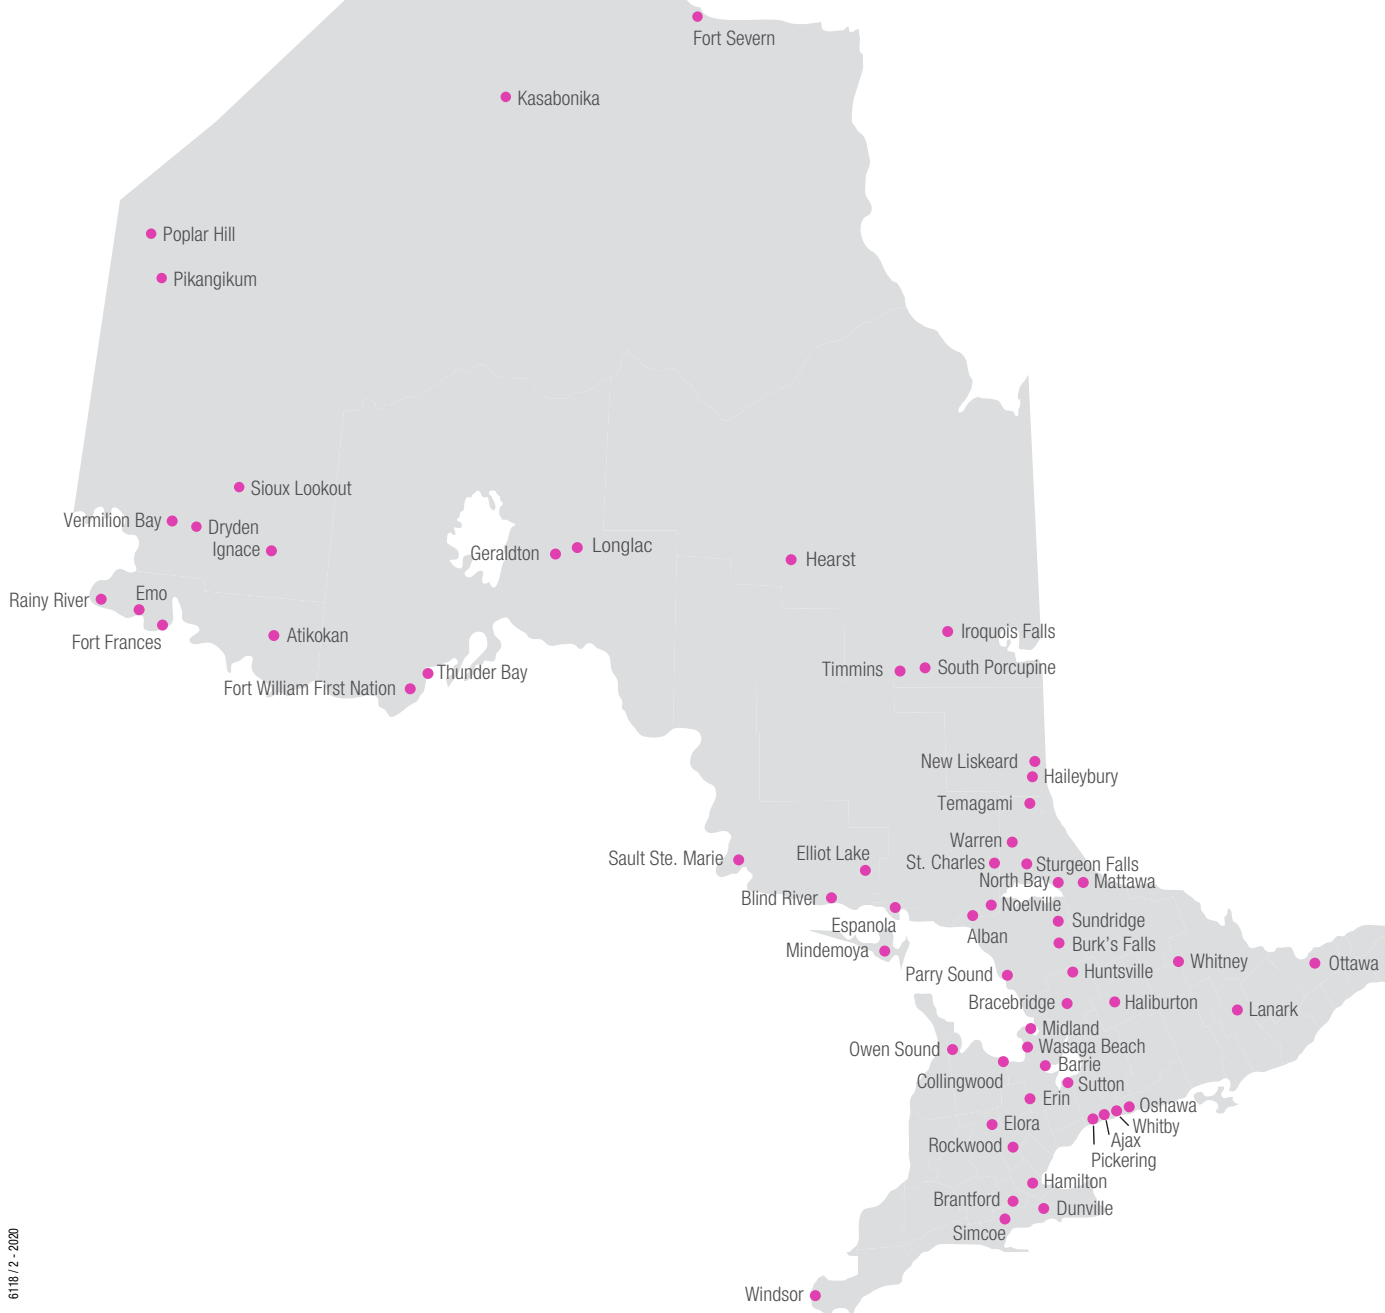 Fort Severn
Kasabonika
Poplar Hill
Pikangikum
Sioux Lookout
Vermilion Bay
Dryden
Ignace
Geraldton
Longlac
Hearst
Emo
Rainy River
Fort Frances
Atikokan
Iroquois Falls
Timmins
South Porcupine
Thunder Bay
Fort William First Nation
New Liskeard
Haileybury
Temagami
Warren
Sault Ste. Marie
Elliot Lake
St. Charles
Sturgeon Falls
North Bay
Mattawa
Blind River
Noelville
Espanola
Sundridge
Alban
Burk's Falls
Mindemoya
Whitney
Ottawa
Parry Sound
Huntsville
Bracebridge
Haliburton
Lanark
Midland
Owen Sound
Wasaga Beach
Barrie
Collingwood
Sutton
Erin
Oshawa
Elora
Whitby
Ajax
Rockwood
Pickering
Hamilton
Brantford
Dunville
Simcoe
Windsor
6118 / 2 - 2020